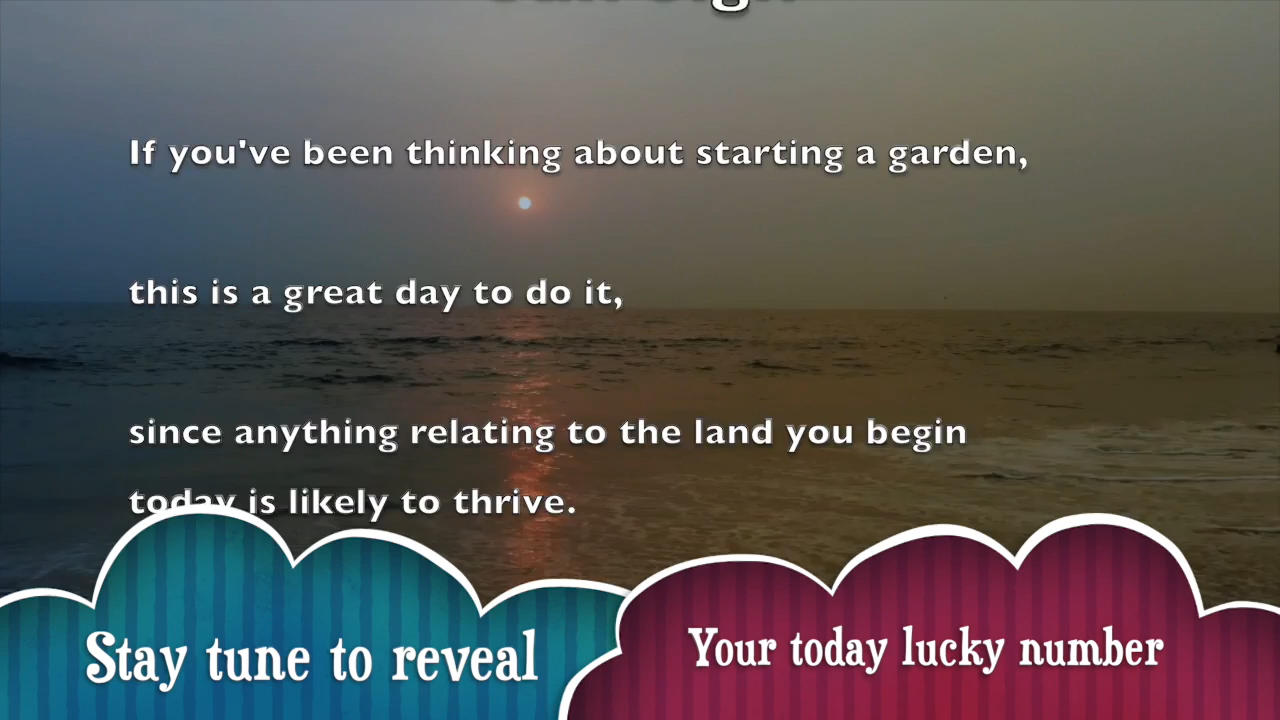 If you've been thinking about starting a garden,
this is a great day to do it,
since anything relating to the land you begin
today is likely to thrive.
Stay tune to reveal
Your today lucky number